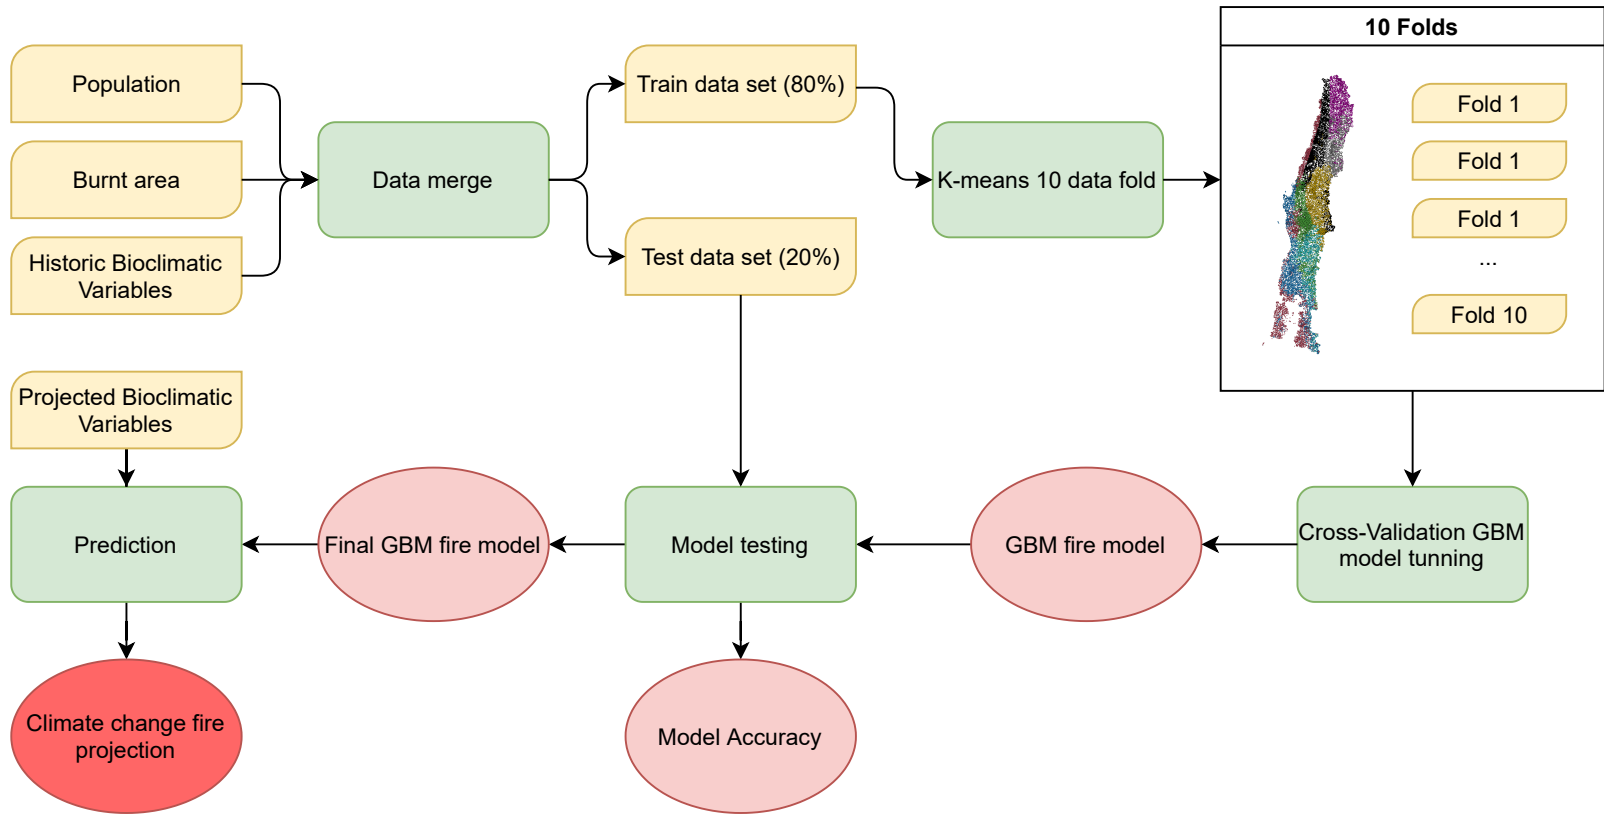 10 Folds
Population
Train data set (80%)
Fold 1
Burnt area
Data merge
K-means 10 data fold
Fold 1
Fold 1
Historic Bioclimatic
Variables
Test data set (20%)
...
Fold 10
Projected Bioclimatic
Variables
Prediction
Final GBM fire model
Model testing
GBM fire model
Cross-Validation GBM
model tunning
Climate change fire
projection
Model Accuracy